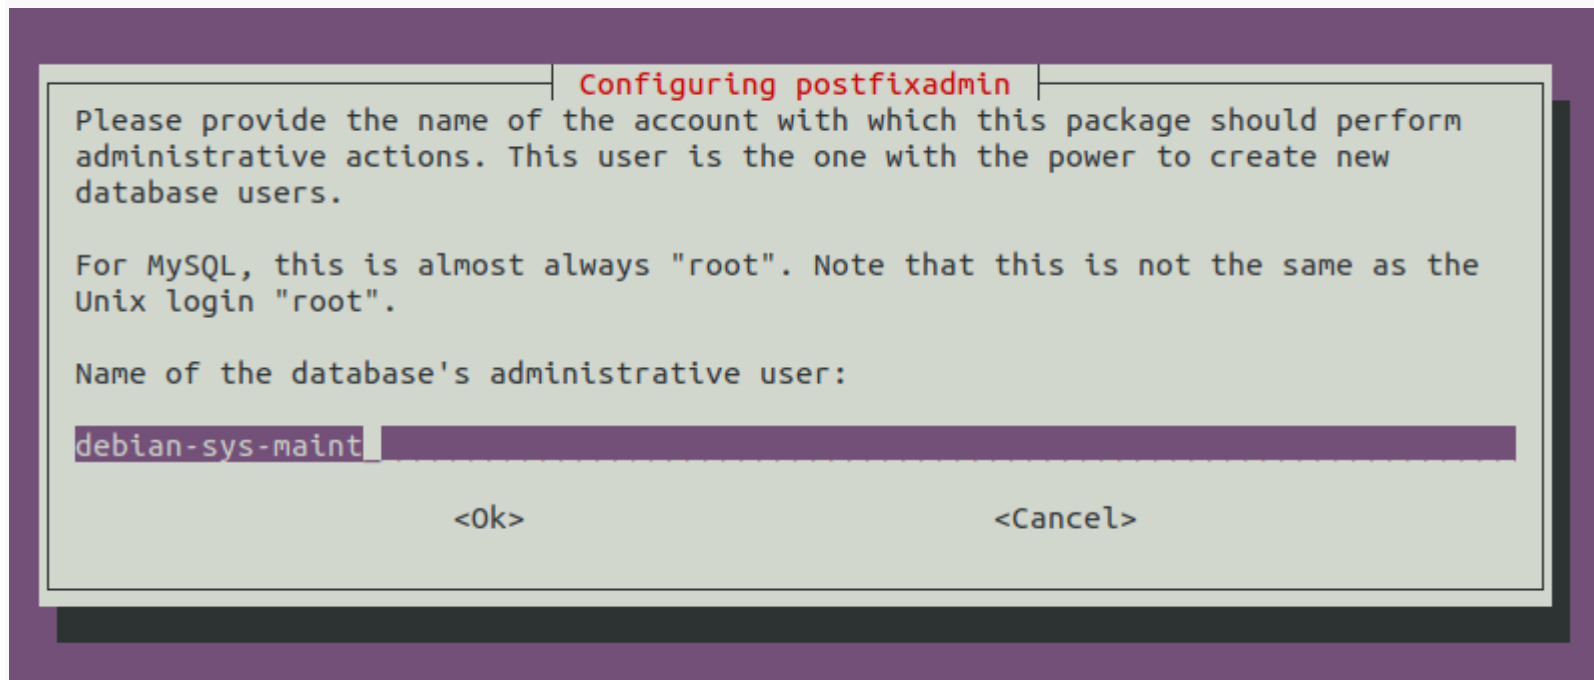 Configuring postfixadmin
Please provide the name of the account with which this package should perform
administrative actions. This user is the one with the power to create new
database users.
For MySQL, this is almost always "root". Note that this is not the same as the
Unix login "root".
Name of the database's administrative user:
debian-sys-maint
<Ok> <Cancel>